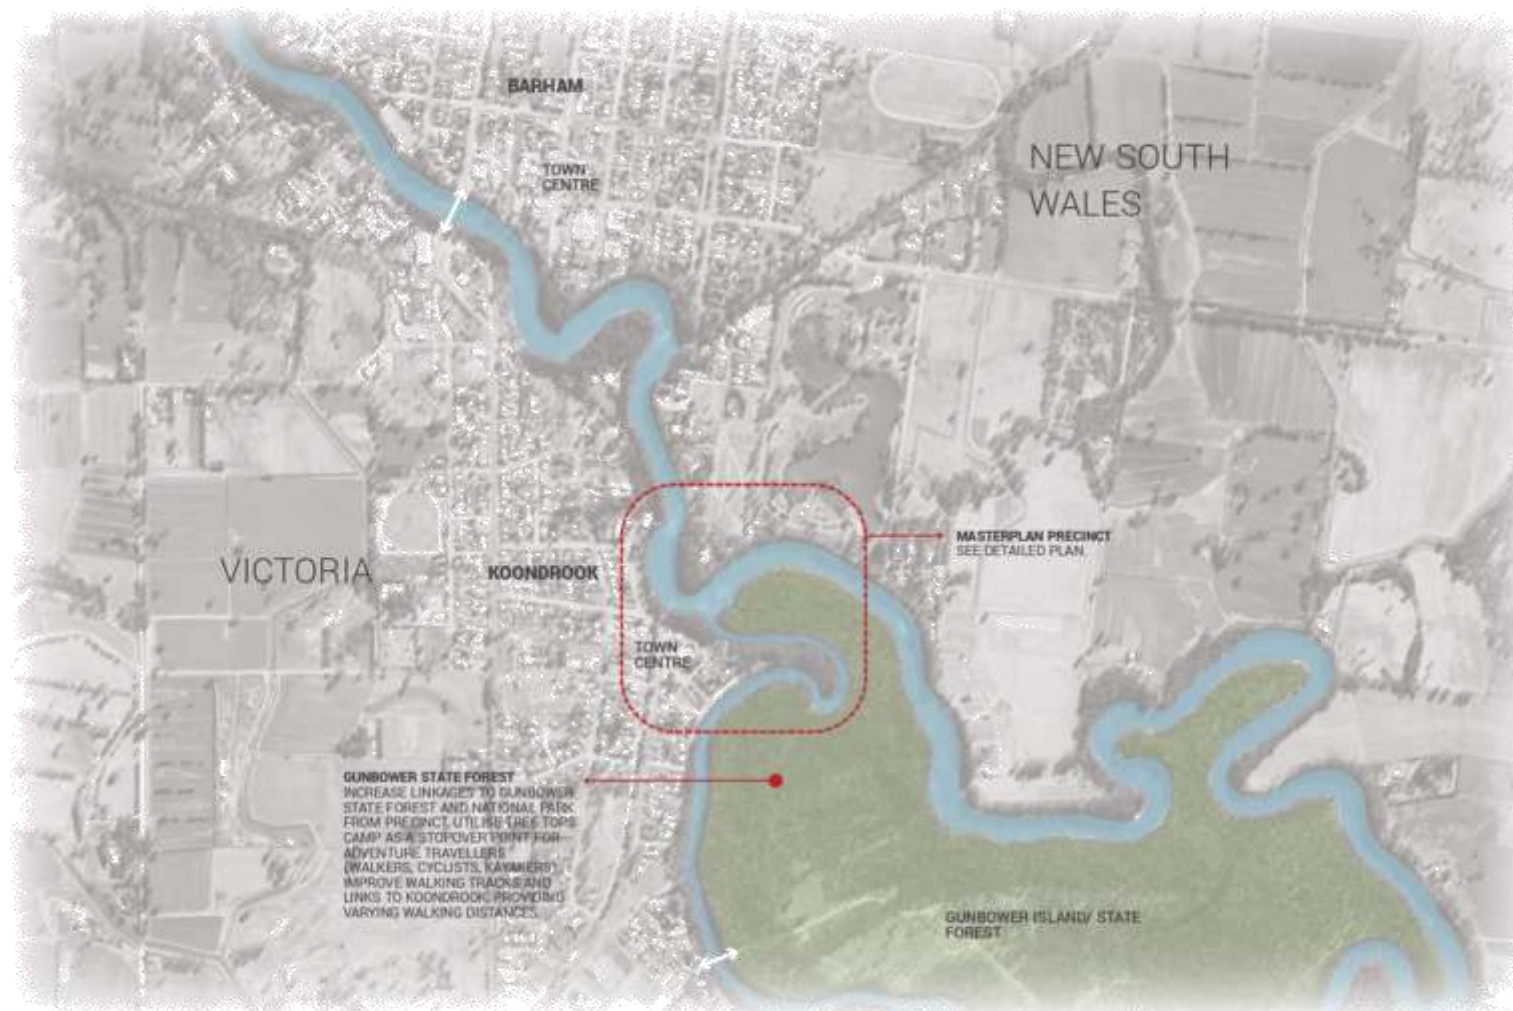 BARHAM
TOWN
CENTRE
NEW SOUTH
WALES
MASTERPLAN PRECINCT
SEE DETAILED PLAN
VICTORIA
KOONDROOK
TOWN
CENTRE
GUNBOWER STATE FOREST
INCREASE LINKAGES TO GUNBOWER
STATE FOREST AND NATIONAL PARK
FROM PRECINCT, UTILISE TREE TOPS
CAMP AS A STOPOVER POINT FOR
ADVENTURE TRAVELLERS
(WALKERS, CYCLISTS, KAYAKERS)
IMPROVE WALKING TRACKS AND
LINKS TO KOONDROOK PROVIDING
VARYING WALKING DISTANCES
GUNBOWER ISLAND/ STATE
FOREST